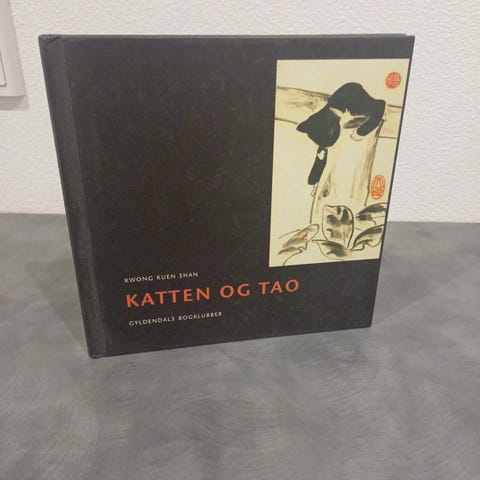 KWONG KUEN SHAN
KATTEN OG TAO
GYLDENDALS BOGKLUBBER